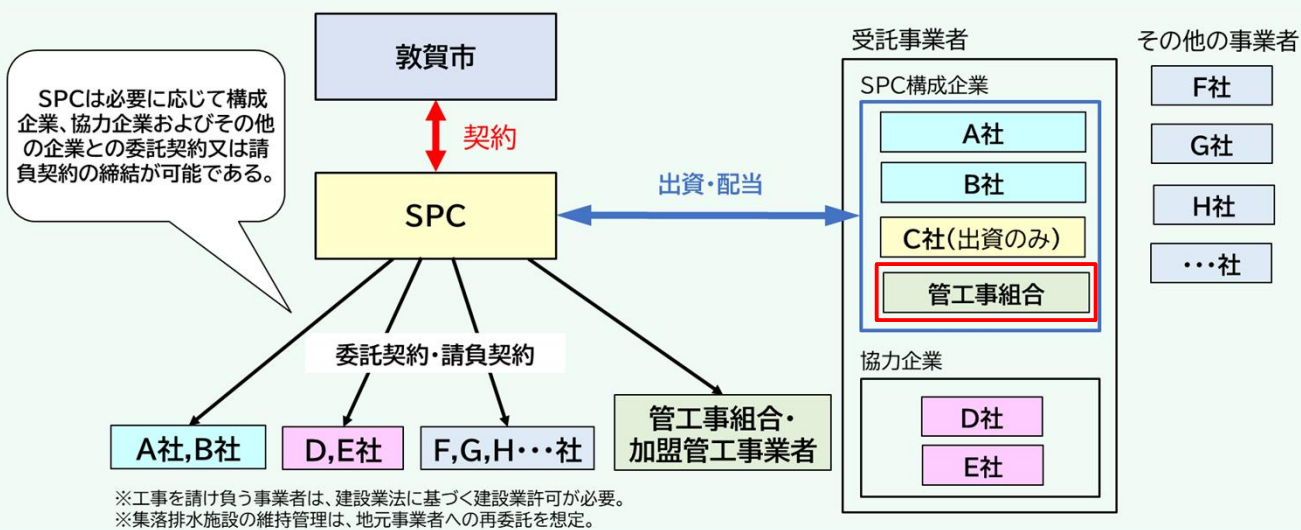 敦賀市
契約
SPCは必要に応じて構成
企業、協力企業およびその他
の企業との委託契約又は請
負契約の締結が可能である。
SPC
出資・配当
委託契約・請負契約
A社,B社
D,E社
F,G,H・・・社
管工事組合・
加盟管工事業者
※工事を請け負う事業者は、建設業法に基づく建設業許可が必要。
※集落排水施設の維持管理は、地元事業者への再委託を想定。
受託事業者
SPC構成企業
A社
B社
C社(出資のみ)
管工事組合
協力企業
D社
E社
その他の事業者
F社
G社
H社
・・・社